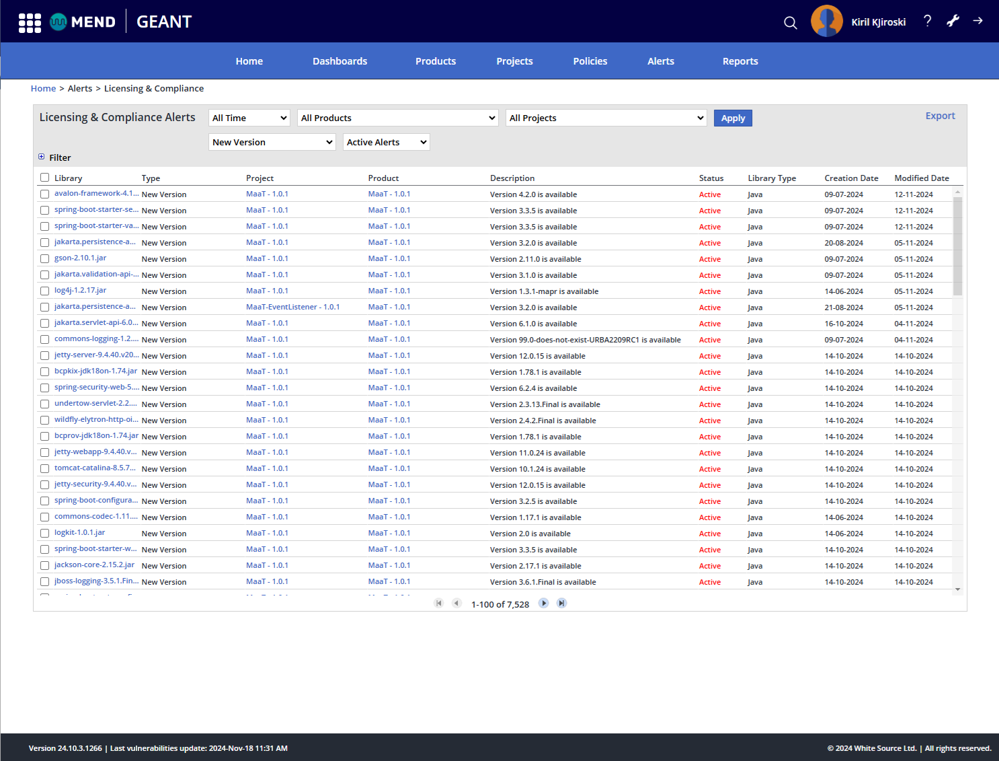 MEND | GEANT
Kiril KJiroski ?
Home Dashboards Products Projects Policies Alerts Reports
Home > Alerts > Licensing & Compliance
Licensing & Compliance Alerts All Time All Products All Projects Apply Export
New Version Active Alerts
Filter
Library Type Project Product Description Status Library Type Creation Date Modified Date
avalon-framework-4.1... New Version MaaT - 1.0.1 MaaT - 1.0.1 Version 4.2.0 is available Active Java 09-07-2024 12-11-2024
spring-boot-starter-se... New Version MaaT - 1.0.1 MaaT - 1.0.1 Version 3.3.5 is available Active Java 09-07-2024 12-11-2024
spring-boot-starter-va... New Version MaaT - 1.0.1 MaaT - 1.0.1 Version 3.3.5 is available Active Java 09-07-2024 12-11-2024
jakarta.persistence-a... New Version MaaT - 1.0.1 MaaT - 1.0.1 Version 3.2.0 is available Active Java 20-08-2024 05-11-2024
gson-2.10.1.jar New Version MaaT - 1.0.1 MaaT - 1.0.1 Version 2.11.0 is available Active Java 09-07-2024 05-11-2024
jakarta.validation-api-... New Version MaaT - 1.0.1 MaaT - 1.0.1 Version 3.1.0 is available Active Java 09-07-2024 05-11-2024
log4j-1.2.17.jar New Version MaaT - 1.0.1 MaaT - 1.0.1 Version 1.3.1-mapr is available Active Java 14-06-2024 05-11-2024
jakarta.persistence-a... New Version MaaT-EventListener - 1.0.1 MaaT - 1.0.1 Version 3.2.0 is available Active Java 21-08-2024 05-11-2024
jakarta.servlet-api-6.0... New Version MaaT - 1.0.1 MaaT - 1.0.1 Version 6.1.0 is available Active Java 16-10-2024 04-11-2024
commons-logging-1.2.... New Version MaaT - 1.0.1 MaaT - 1.0.1 Version 99.0-does-not-exist-URBA2209RC1 is available Active Java 09-07-2024 04-11-2024
jetty-server-9.4.40.v20... New Version MaaT - 1.0.1 MaaT - 1.0.1 Version 12.0.15 is available Active Java 14-10-2024 14-10-2024
bcpkix-jdk18on-1.74.jar New Version MaaT - 1.0.1 MaaT - 1.0.1 Version 1.78.1 is available Active Java 14-10-2024 14-10-2024
spring-security-web-5.... New Version MaaT - 1.0.1 MaaT - 1.0.1 Version 6.2.4 is available Active Java 14-10-2024 14-10-2024
undertow-servlet-2.2.... New Version MaaT - 1.0.1 MaaT - 1.0.1 Version 2.3.13.Final is available Active Java 14-10-2024 14-10-2024
wildfly-elytron-http-oi... New Version MaaT - 1.0.1 MaaT - 1.0.1 Version 2.4.2.Final is available Active Java 14-10-2024 14-10-2024
bcprov-jdk18on-1.74.jar New Version MaaT - 1.0.1 MaaT - 1.0.1 Version 1.78.1 is available Active Java 14-10-2024 14-10-2024
jetty-webapp-9.4.40.v... New Version MaaT - 1.0.1 MaaT - 1.0.1 Version 11.0.24 is available Active Java 14-10-2024 14-10-2024
tomcat-catalina-8.5.7... New Version MaaT - 1.0.1 MaaT - 1.0.1 Version 10.1.24 is available Active Java 14-10-2024 14-10-2024
jetty-security-9.4.40.v... New Version MaaT - 1.0.1 MaaT - 1.0.1 Version 12.0.15 is available Active Java 14-10-2024 14-10-2024
spring-boot-configura... New Version MaaT - 1.0.1 MaaT - 1.0.1 Version 3.2.5 is available Active Java 14-10-2024 14-10-2024
commons-codec-1.11.... New Version MaaT - 1.0.1 MaaT - 1.0.1 Version 1.17.1 is available Active Java 14-06-2024 14-10-2024
logkit-1.0.1.jar New Version MaaT - 1.0.1 MaaT - 1.0.1 Version 2.0 is available Active Java 14-06-2024 14-10-2024
spring-boot-starter-w... New Version MaaT - 1.0.1 MaaT - 1.0.1 Version 3.3.5 is available Active Java 14-10-2024 14-10-2024
jackson-core-2.15.2.jar New Version MaaT - 1.0.1 MaaT - 1.0.1 Version 2.17.1 is available Active Java 14-10-2024 14-10-2024
jboss-logging-3.5.1.Fin... New Version MaaT - 1.0.1 MaaT - 1.0.1 Version 3.6.1.Final is available Active Java 14-10-2024 14-10-2024
1-100 of 7,528
Version 24.10.3.1266 | Last vulnerabilities update: 2024-Nov-18 11:31 AM © 2024 White Source Ltd. | All rights reserved.